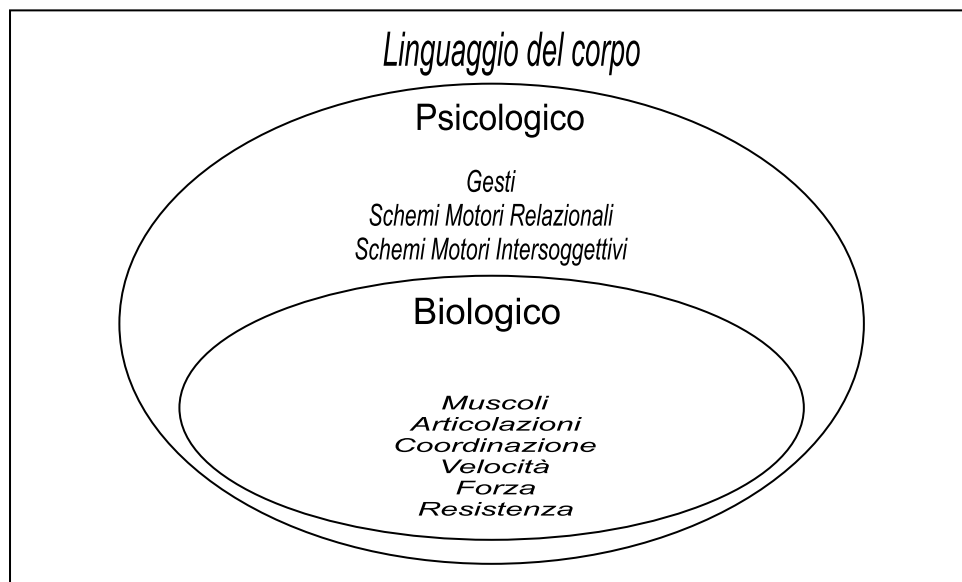 Linguaggio del corpo
Psicologico
Gesti
Schemi Motori Relazionali
Schemi Motori Intersoggettivi
Biologico
Muscoli
Articolazioni
Coordinazione
Velocità
Forza
Resistenza